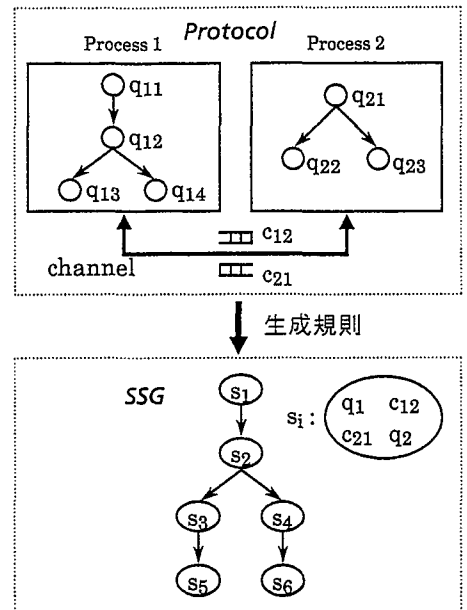 Protocol
Process 1
Process 2
q11
q12
q13
q14
q21
q22
q23
channel
c12
c21
生成規則
SSG
s1
s2
s3
s4
s5
s6
si :
q1 c12
c21 q2